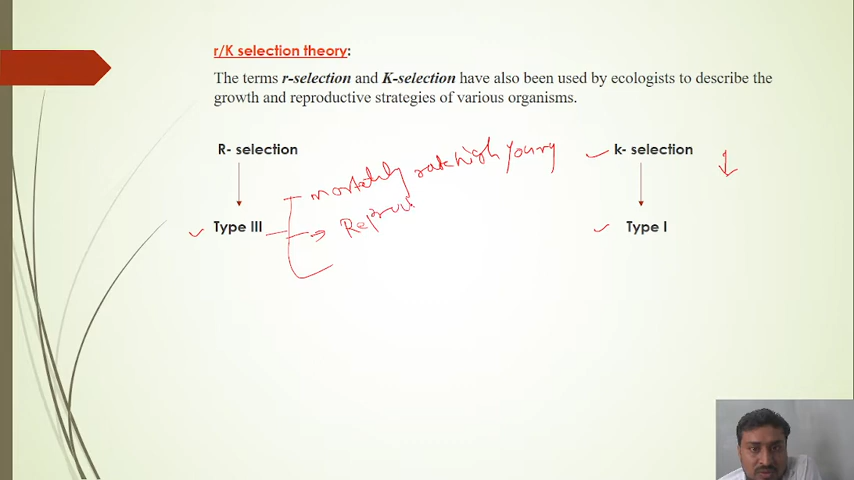 r/K selection theory:
The terms r-selection and K-selection have also been used by ecologists to describe the
growth and reproductive strategies of various organisms.
R- selection
k- selection
mortality rate high young
Type III
Type I